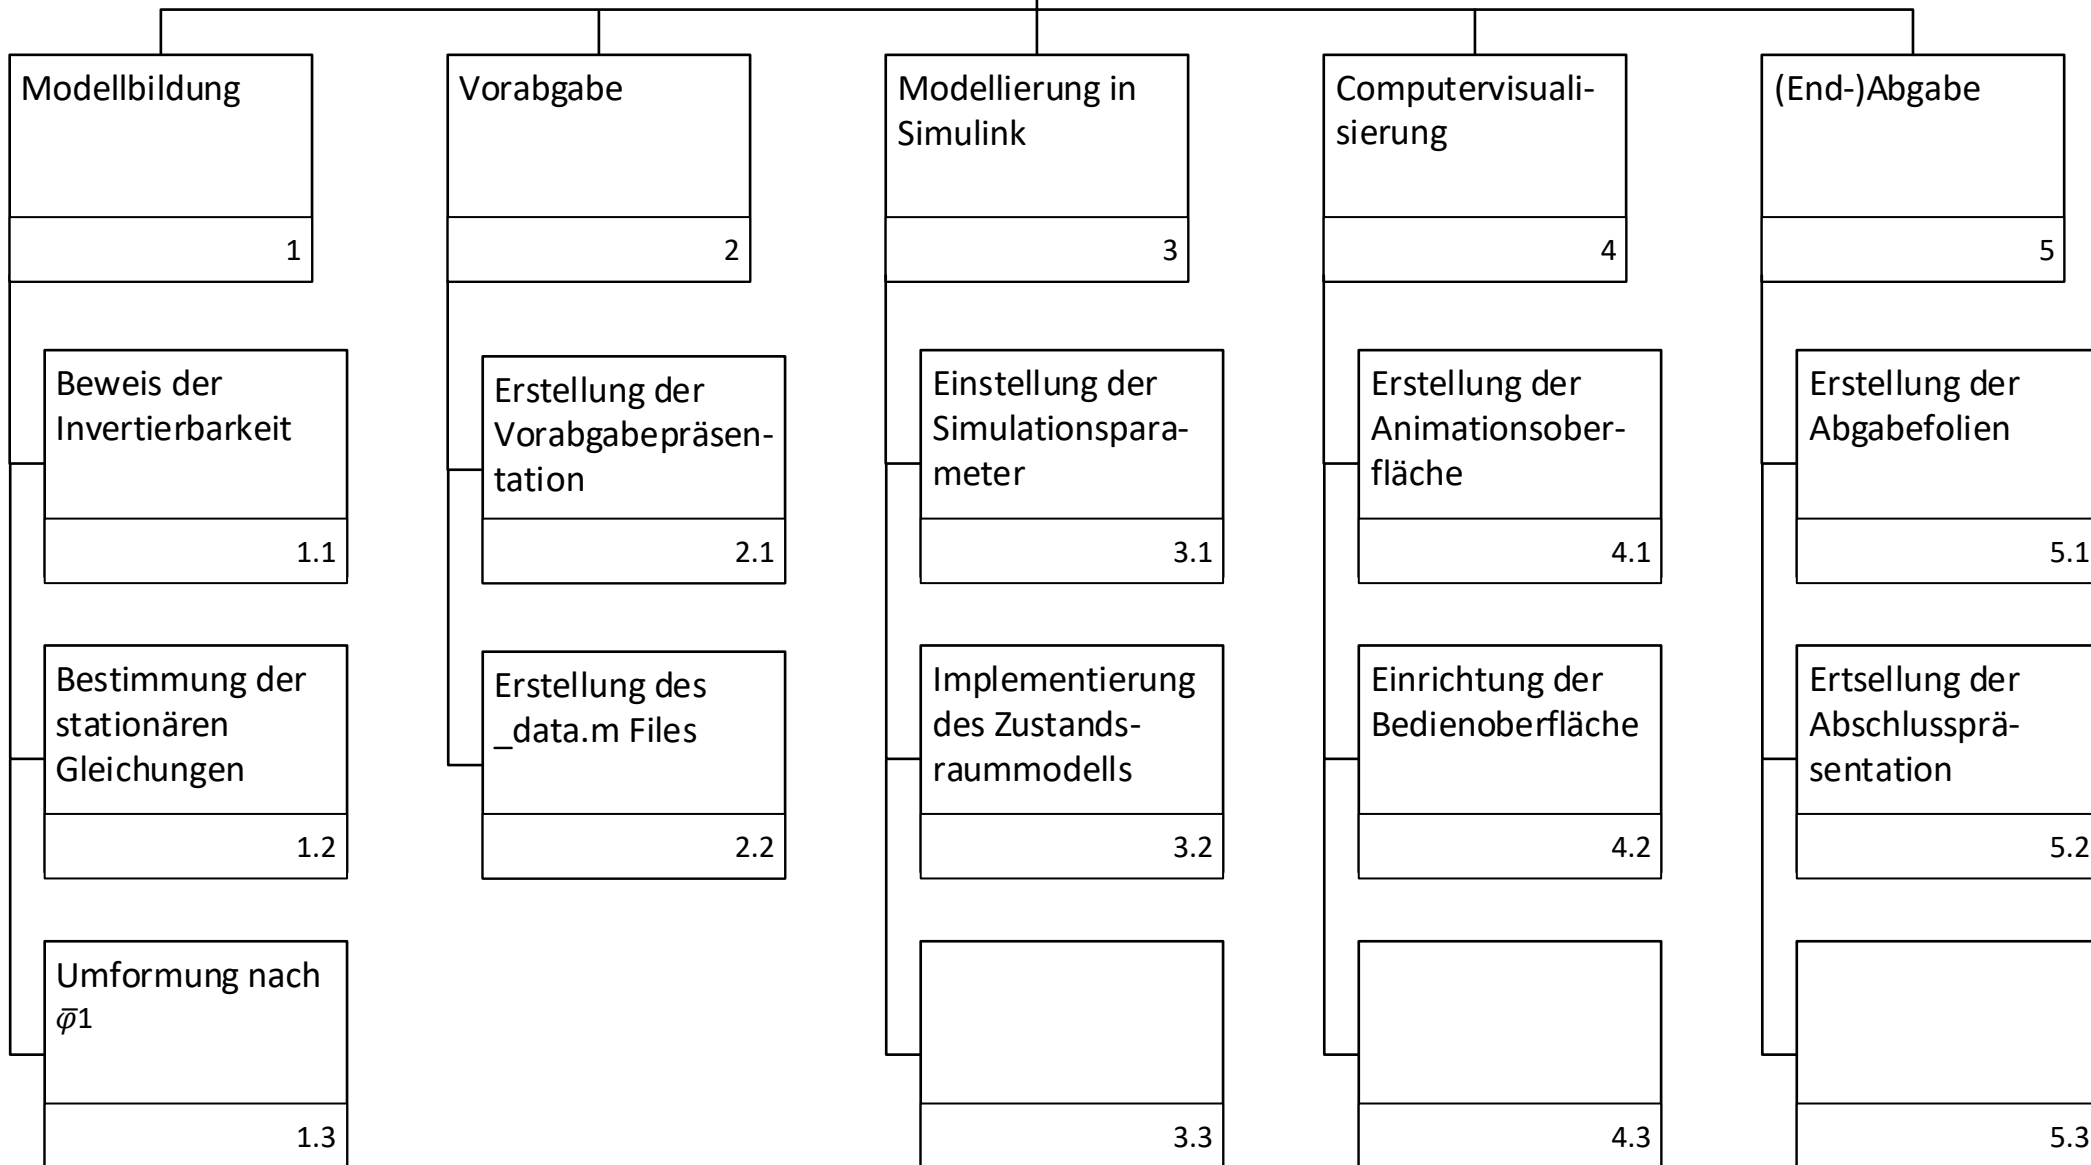 Modellbildung
1
Vorabgabe
2
Modellierung in
Simulink
3
Computervisuali-
sierung
4
(End-)Abgabe
5
Beweis der
Invertierbarkeit
1.1
Erstellung der
Vorabgabepräsen-
tation
2.1
Einstellung der
Simulationspara-
meter
3.1
Erstellung der
Animationsober-
fläche
4.1
Erstellung der
Abgabefolien
5.1
Bestimmung der
stationären
Gleichungen
1.2
Erstellung des
_data.m Files
2.2
Implementierung
des Zustands-
raummodells
3.2
Einrichtung der
Bedienoberfläche
4.2
Ertsellung der
Abschlussprä-
sentation
5.2
Umformung nach
φ̅1
1.3
3.3
4.3
5.3